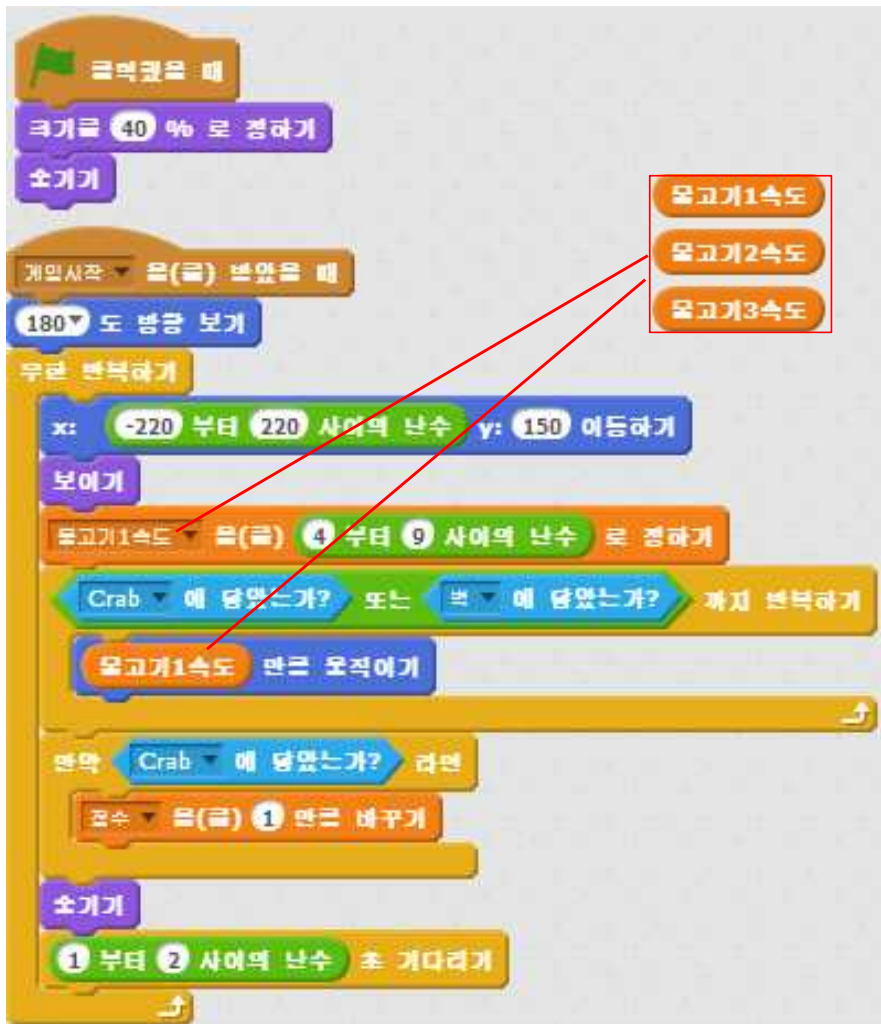 클릭했을 때
크기를 40 % 로 정하기
숨기기
물고기1속도
물고기2속도
물고기3속도
게임시작 을(를) 받았을 때
180 도 방향 보기
무한 반복하기
x: -220 부터 220 사이의 난수 y: 150 이동하기
보이기
물고기1속도 을(를) 4 부터 9 사이의 난수 로 정하기
Crab 에 닿았는가? 또는 벽 에 닿았는가? 까지 반복하기
물고기1속도 만큼 움직이기
만약 Crab 에 닿았는가? 라면
점수 을(를) 1 만큼 바꾸기
숨기기
1 부터 2 사이의 난수 초 기다리기